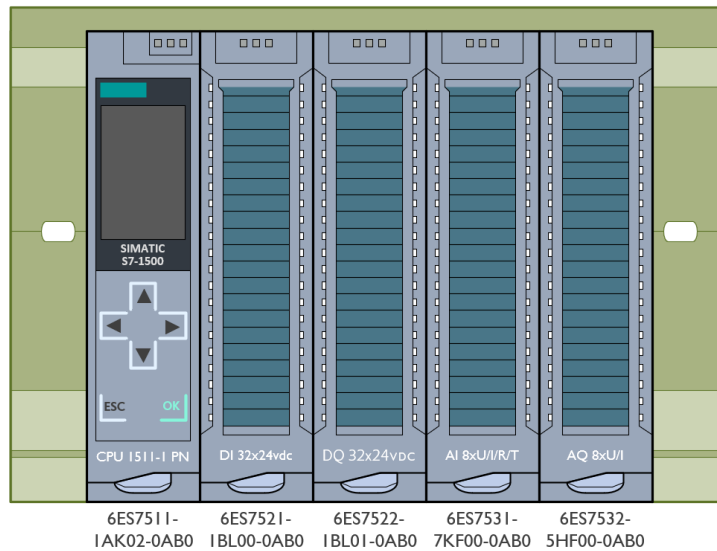 SIMATIC
S7-1500
ESC OK
CPU 1511-1 PN
DI 32x24vdc
DQ 32x24vDC
AI 8xU/I/R/T
AQ 8xU/I
6ES7511-
1AK02-0AB0
6ES7521-
1BL00-0AB0
6ES7522-
1BL01-0AB0
6ES7531-
7KF00-0AB0
6ES7532-
5HF00-0AB0